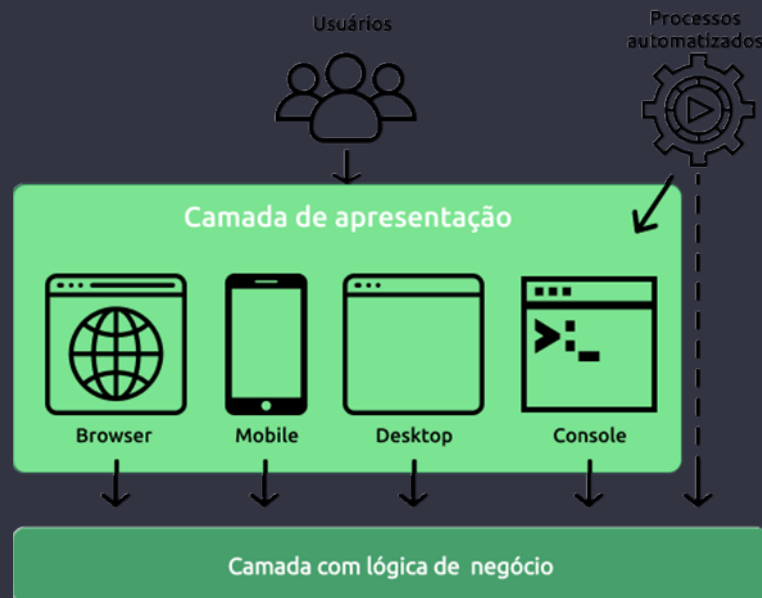 Usuários
Processos
automatizados
Camada de apresentação
Browser
Mobile
Desktop
Console
Camada com lógica de negócio